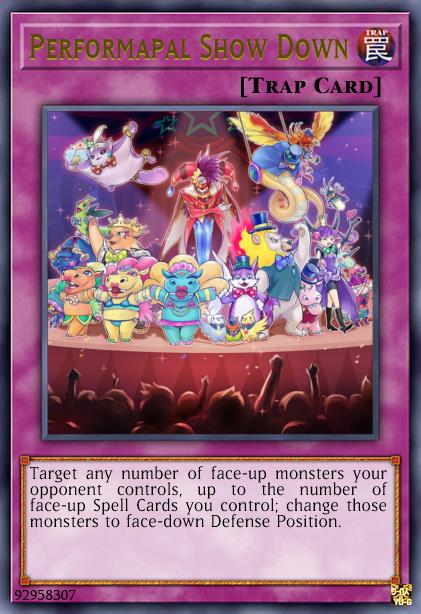 Performapal Show Down
TRAP
罠
[Trap Card]
Target any number of face-up monsters your
opponent controls, up to the number of
face-up Spell Cards you control; change those
monsters to face-down Defense Position.
92958307